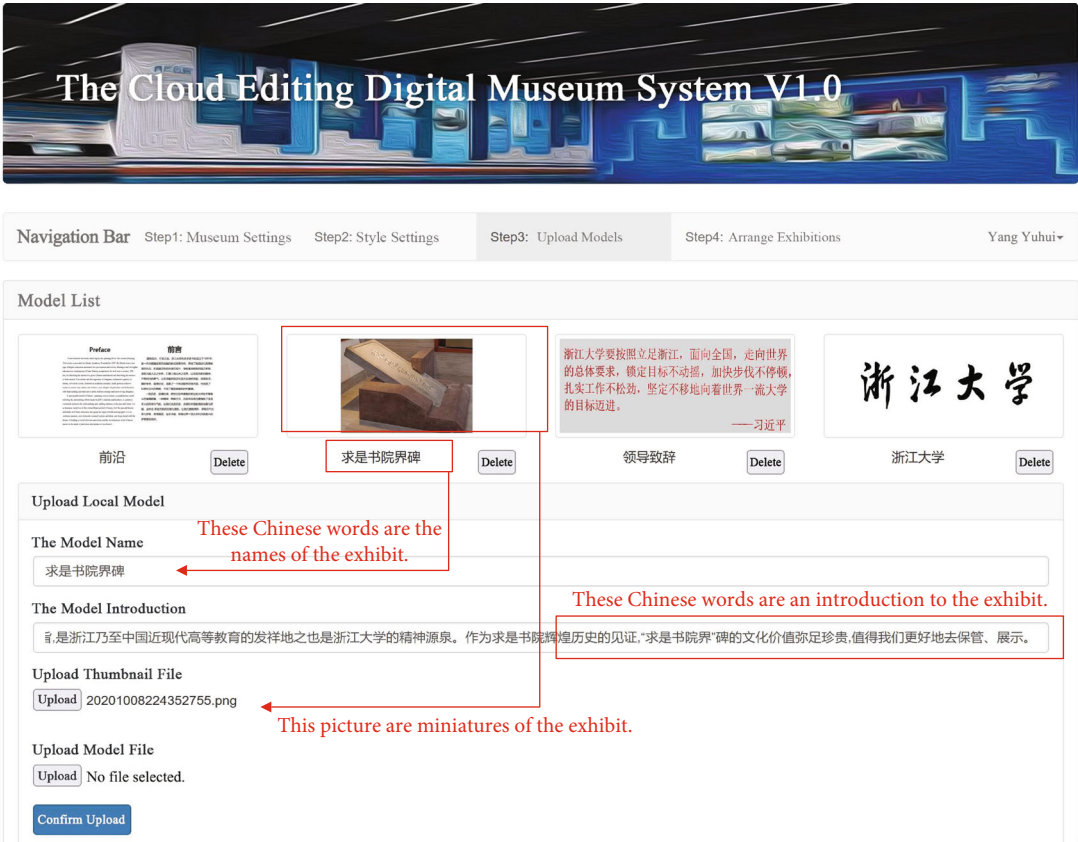 The Cloud Editing Digital Museum System V1.0
Navigation Bar Step1: Museum Settings Step2: Style Settings Step3: Upload Models Step4: Arrange Exhibitions Yang Yuhui
Model List
Preface 前言
浙江大学要按照立足浙江，面向全国，走向世界
的总体要求，锁定目标不动摇，加快步伐不停顿，
扎实工作不松劲，坚定不移地向着世界一流大学
的目标迈进。
——习近平
浙江大学
前沿 Delete 求是书院界碑 Delete 领导致辞 Delete 浙江大学 Delete
Upload Local Model
These Chinese words are the
names of the exhibit.
The Model Name
求是书院界碑
These Chinese words are an introduction to the exhibit.
The Model Introduction
,是浙江乃至中国近现代高等教育的发祥地之也是浙江大学的精神源泉。作为求是书院辉煌历史的见证,“求是书院界”碑的文化价值弥足珍贵,值得我们更好地去保管、展示。
Upload Thumbnail File
Upload 20201008224352755.png
This picture are miniatures of the exhibit.
Upload Model File
Upload No file selected.
Confirm Upload